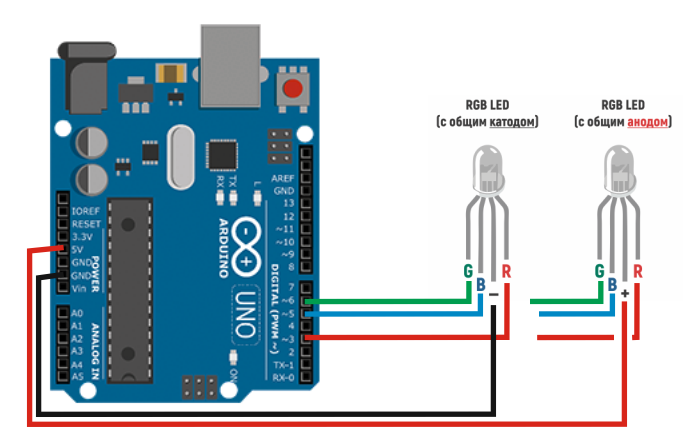 RGB LED
(с общим катодом)
RGB LED
(с общим анодом)
G
B
–
R
G
B
+
R
IOREF
RESET
3.3V
5V
GND
GND
Vin
POWER
A0
A1
A2
A3
A4
A5
ANALOG IN
RX
TX
L
ARDUINO
UNO
ON
AREF
GND
13
12
~11
~10
~9
8
7
~6
~5
4
~3
2
TX-1
RX-0
DIGITAL (PWM ~)